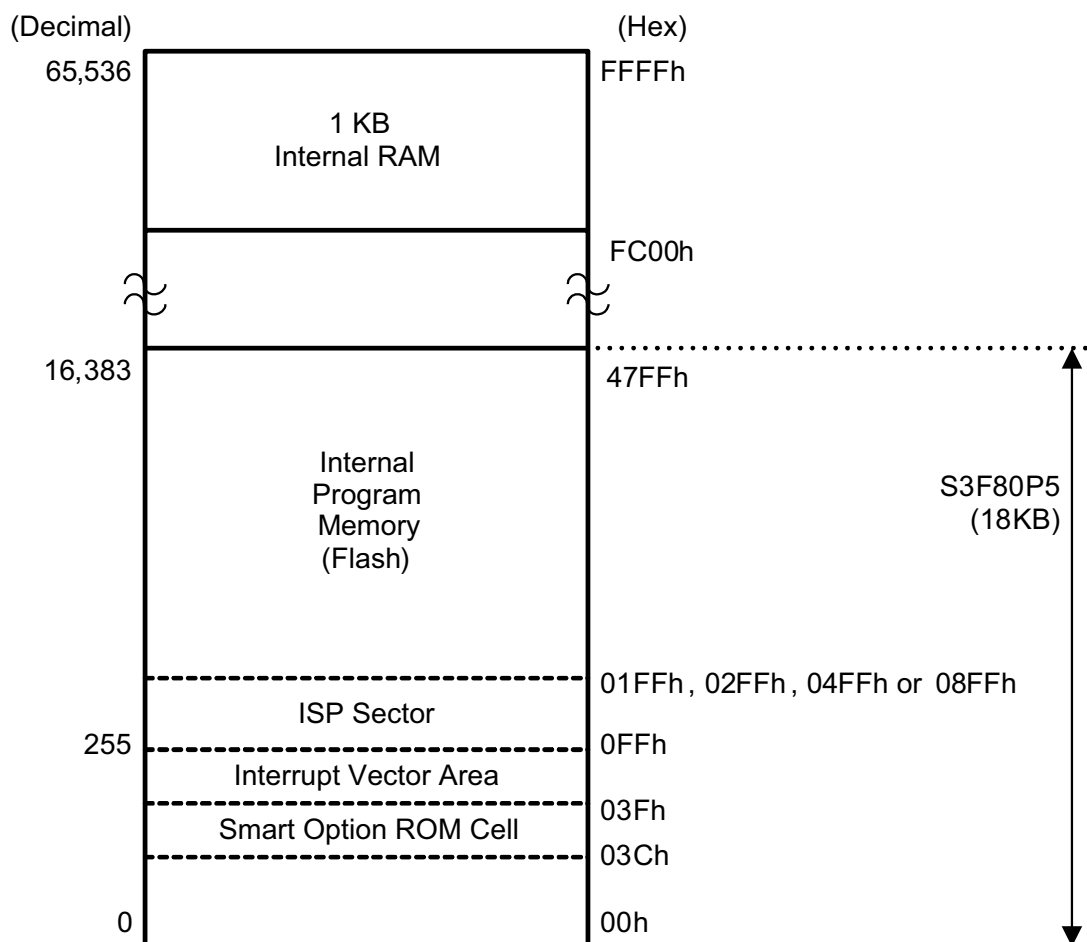 (Decimal) (Hex)
65,536 FFFFh
1 KB
Internal RAM
FC00h
16,383 47FFh
Internal
Program
Memory
(Flash)
S3F80P5
(18KB)
01FFh, 02FFh, 04FFh or 08FFh
ISP Sector
255 0FFh
Interrupt Vector Area
03Fh
Smart Option ROM Cell
03Ch
0 00h